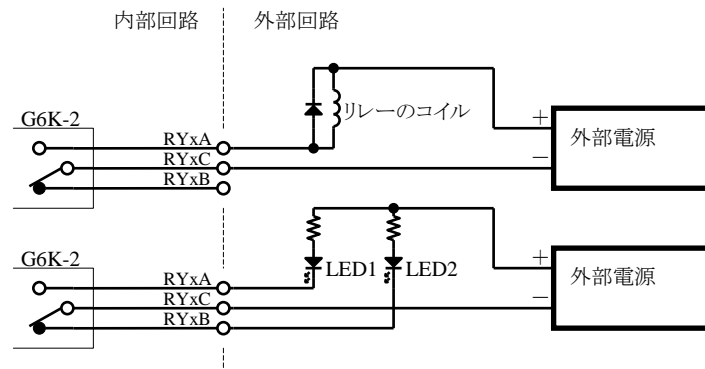 内部回路 外部回路
G6K-2
リレーのコイル
+
RYxA
外部電源
RYxC
−
RYxB
G6K-2
+
RYxA
LED1
LED2
外部電源
RYxC
−
RYxB